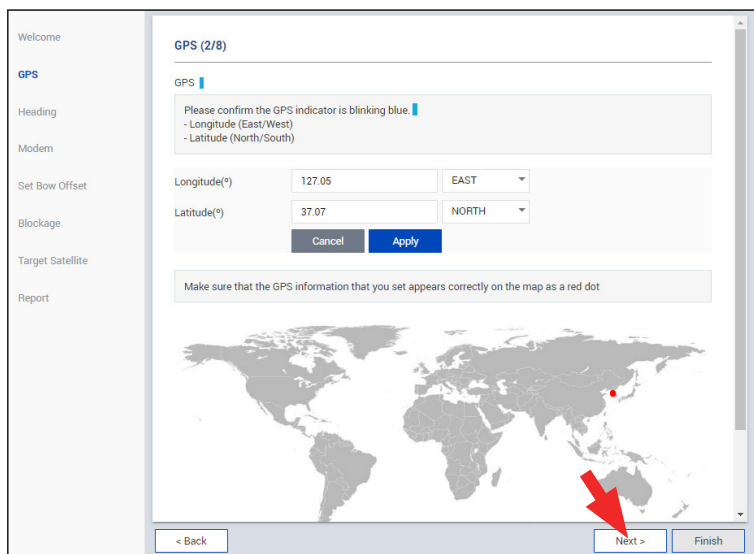 Welcome
GPS
Heading
Modem
Set Bow Offset
Blockage
Target Satellite
Report
GPS (2/8)
GPS
Please confirm the GPS indicator is blinking blue.
- Longitude (East/West)
- Latitude (North/South)
Longitude(º) 127.05 EAST
Latitude(º) 37.07 NORTH
Cancel Apply
Make sure that the GPS information that you set appears correctly on the map as a red dot
< Back Next > Finish